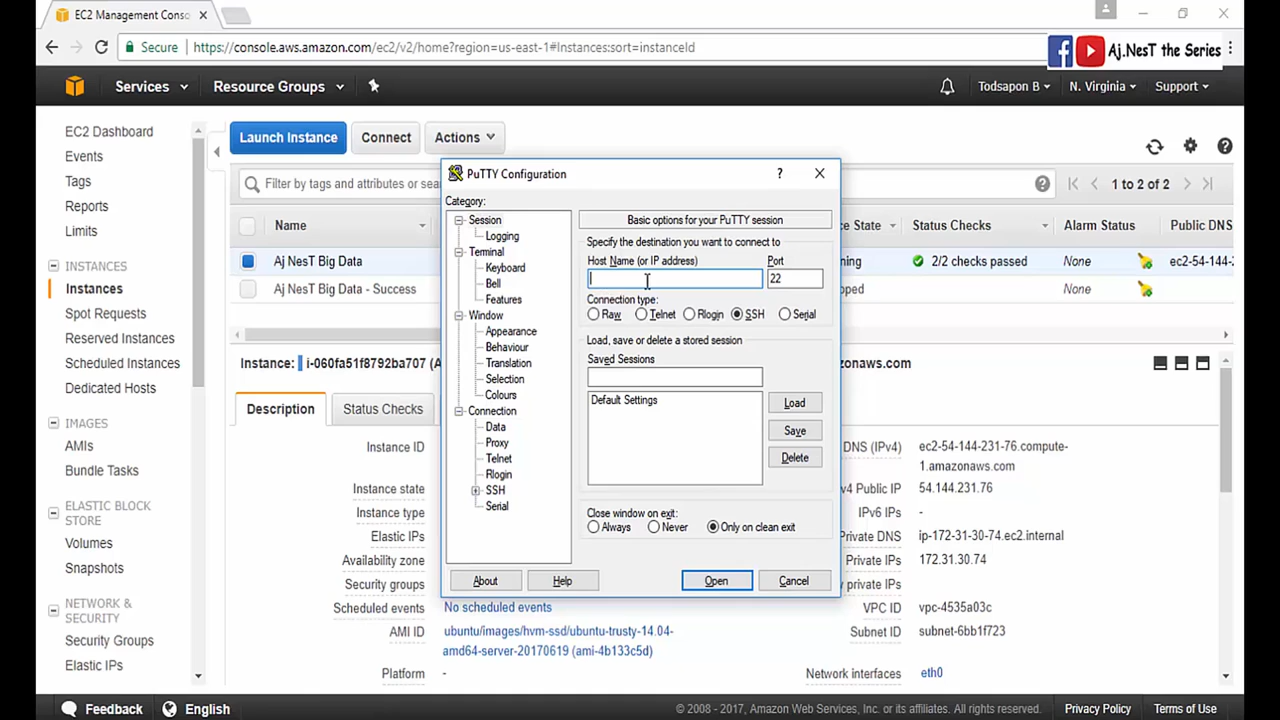 EC2 Management Conso
Secure https://console.aws.amazon.com/ec2/v2/home?region=us-east-1#Instances:sort=instanceId
Aj.NesT the Series
Services Resource Groups Todsapon B N. Virginia Support
EC2 Dashboard
Events
Tags
Reports
Limits
INSTANCES
Instances
Spot Requests
Reserved Instances
Scheduled Instances
Dedicated Hosts
IMAGES
AMIs
Bundle Tasks
ELASTIC BLOCK
STORE
Volumes
Snapshots
NETWORK &
SECURITY
Security Groups
Elastic IPs
Launch Instance Connect Actions
Filter by tags and attributes or sea
1 to 2 of 2
Name
e State Status Checks Alarm Status Public DNS
Aj NesT Big Data
ning 2/2 checks passed None ec2-54-144-2
Aj NesT Big Data - Success
pped None
PuTTY Configuration
Category:
Session
Logging
Terminal
Keyboard
Bell
Features
Window
Appearance
Behaviour
Translation
Selection
Colours
Connection
Data
Proxy
Telnet
Rlogin
SSH
Serial
Basic options for your PuTTY session
Specify the destination you want to connect to
Host Name (or IP address) Port
22
Connection type:
Raw Telnet Rlogin SSH Serial
Load, save or delete a stored session
Saved Sessions
Default Settings
Load
Save
Delete
Close window on exit:
Always Never Only on clean exit
About Help Open Cancel
Instance: i-060fa51f8792ba707 (A
zonaws.com
Description Status Checks
Instance ID
Instance state
Instance type
Elastic IPs
Availability zone
Security groups
Scheduled events No scheduled events
AMI ID ubuntu/images/hvm-ssd/ubuntu-trusty-14.04-
amd64-server-20170619 (ami-4b133c5d)
Platform -
DNS (IPv4) ec2-54-144-231-76.compute-
1.amazonaws.com
v4 Public IP 54.144.231.76
IPv6 IPs -
Private DNS ip-172-31-30-74.ec2.internal
Private IPs 172.31.30.74
private IPs
VPC ID vpc-4535a03c
Subnet ID subnet-6bb1f723
Network interfaces eth0
Feedback English © 2008 - 2017, Amazon Web Services, Inc. or its affiliates. All rights reserved. Privacy Policy Terms of Use